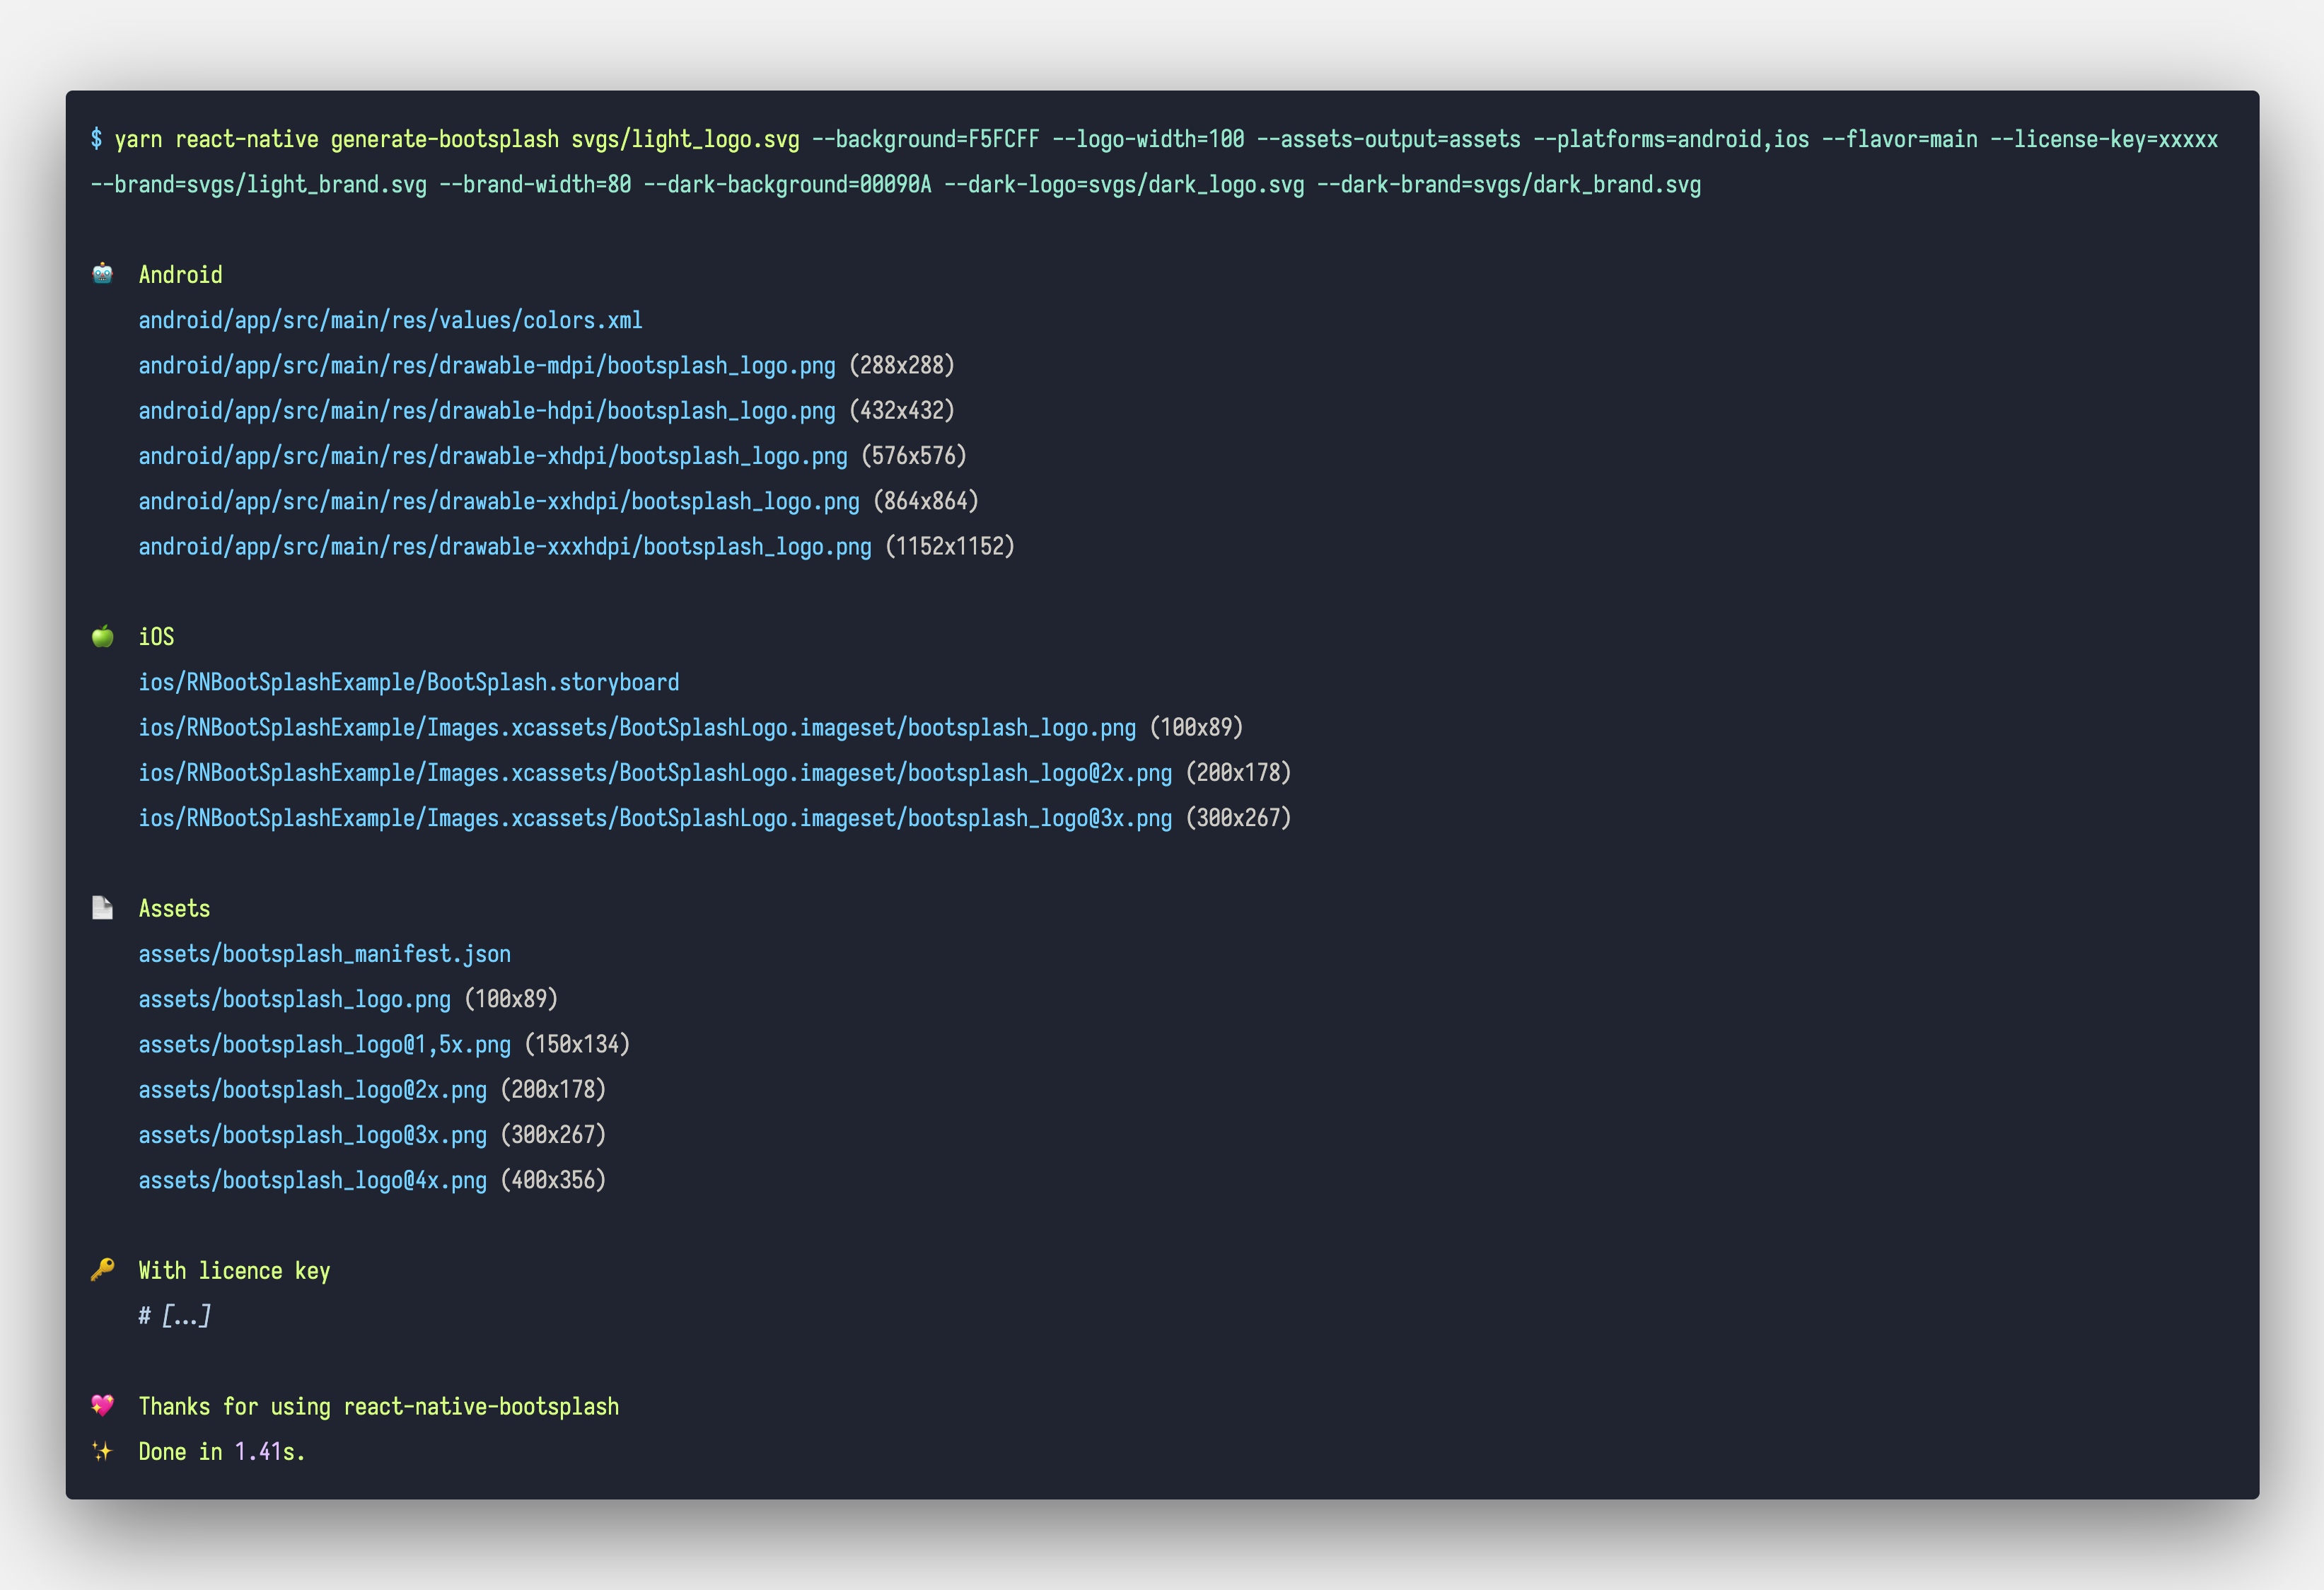 $ yarn react-native generate-bootsplash svgs/light_logo.svg --background=F5FCFF --logo-width=100 --assets-output=assets --platforms=android,ios --flavor=main --license-key=xxxxx
--brand=svgs/light_brand.svg --brand-width=80 --dark-background=00090A --dark-logo=svgs/dark_logo.svg --dark-brand=svgs/dark_brand.svg
🤖 Android
android/app/src/main/res/values/colors.xml
android/app/src/main/res/drawable-mdpi/bootsplash_logo.png (288x288)
android/app/src/main/res/drawable-hdpi/bootsplash_logo.png (432x432)
android/app/src/main/res/drawable-xhdpi/bootsplash_logo.png (576x576)
android/app/src/main/res/drawable-xxhdpi/bootsplash_logo.png (864x864)
android/app/src/main/res/drawable-xxxhdpi/bootsplash_logo.png (1152x1152)
🍏 iOS
ios/RNBootSplashExample/BootSplash.storyboard
ios/RNBootSplashExample/Images.xcassets/BootSplashLogo.imageset/bootsplash_logo.png (100x89)
ios/RNBootSplashExample/Images.xcassets/BootSplashLogo.imageset/bootsplash_logo@2x.png (200x178)
ios/RNBootSplashExample/Images.xcassets/BootSplashLogo.imageset/bootsplash_logo@3x.png (300x267)
📄 Assets
assets/bootsplash_manifest.json
assets/bootsplash_logo.png (100x89)
assets/bootsplash_logo@1,5x.png (150x134)
assets/bootsplash_logo@2x.png (200x178)
assets/bootsplash_logo@3x.png (300x267)
assets/bootsplash_logo@4x.png (400x356)
🔑 With licence key
# […]
💖 Thanks for using react-native-bootsplash
✨ Done in 1.41s.